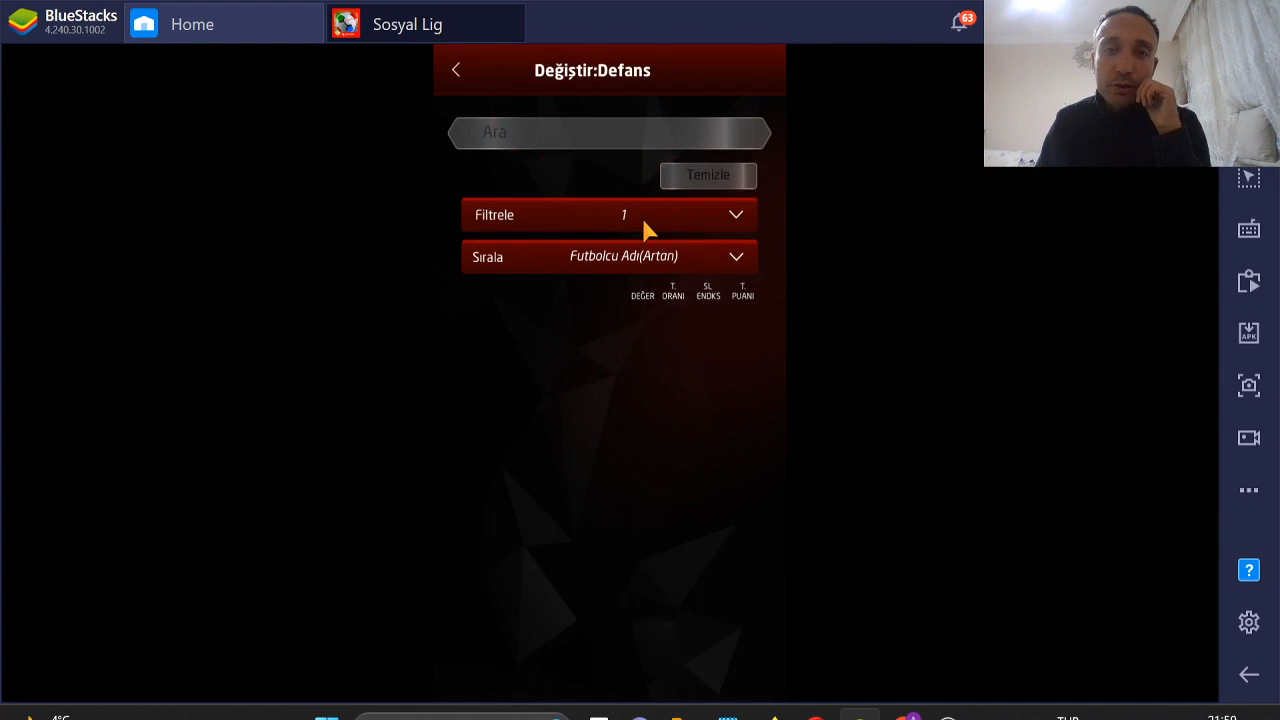 BlueStacks
4.240.30.1002
Home
Sosyal Lig
63
Değiştir:Defans
Ara
Temizle
Filtrele 1
Sırala Futbolcu Adı(Artan)
DEĞER T. ORANI SL ENDKS T. PUANI
APK
?